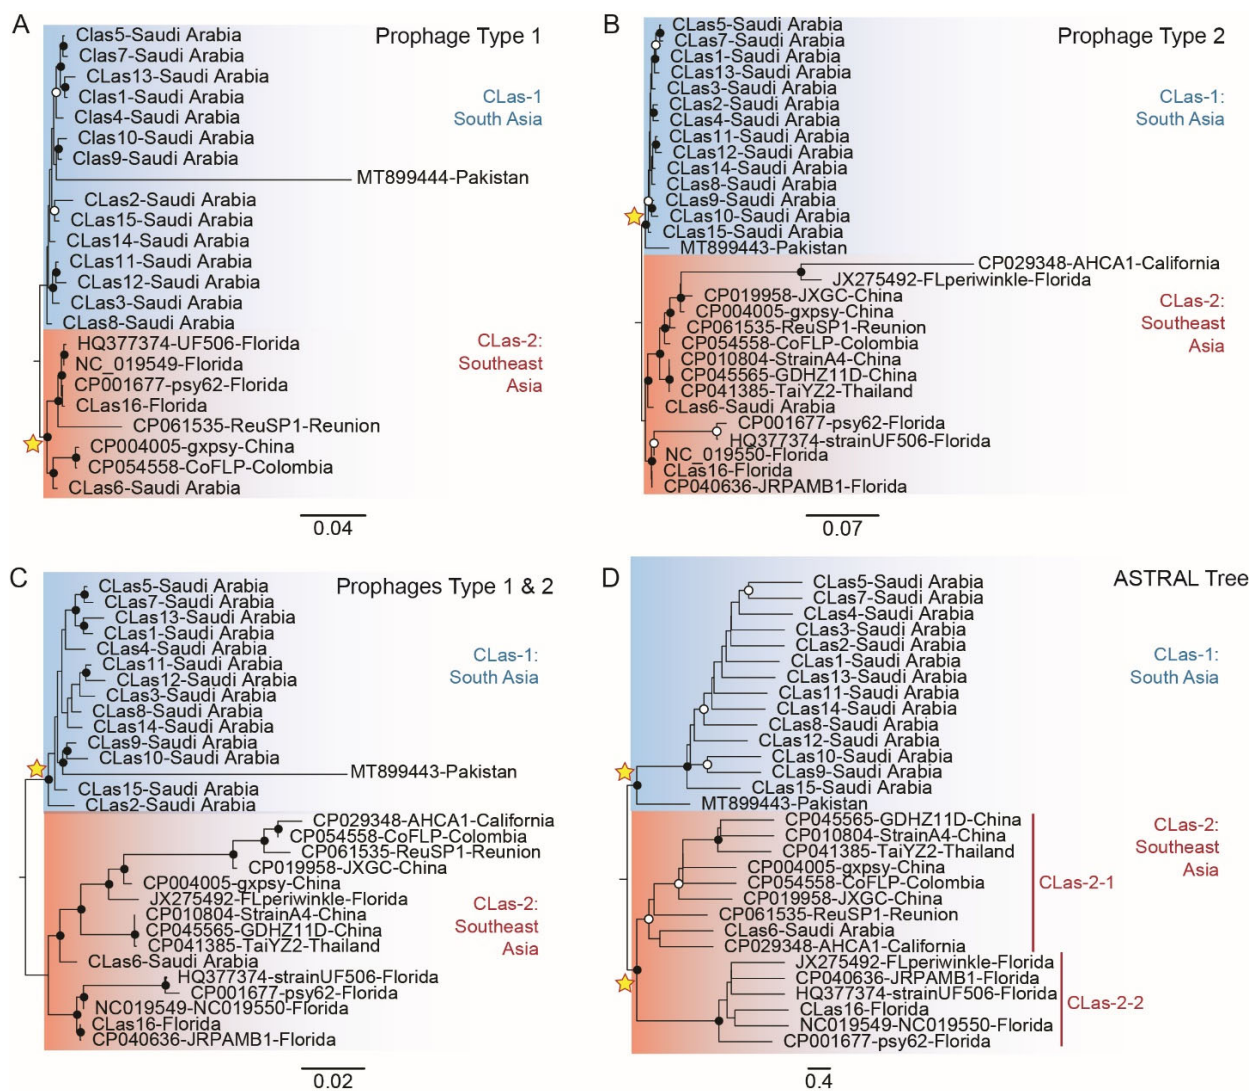 A
Prophage Type 1
Clas5-Saudi Arabia
Clas7-Saudi Arabia
CLas13-Saudi Arabia
Clas1-Saudi Arabia
CLas4-Saudi Arabia
Clas10-Saudi Arabia
Clas9-Saudi Arabia
MT899444-Pakistan
CLas2-Saudi Arabia
CLas15-Saudi Arabia
CLas14-Saudi Arabia
CLas11-Saudi Arabia
CLas12-Saudi Arabia
CLas3-Saudi Arabia
CLas8-Saudi Arabia
CLas-1
South Asia
HQ377374-UF506-Florida
NC_019549-Florida
CP001677-psy62-Florida
CLas16-Florida
CP061535-ReuSP1-Reunion
CP004005-gxpsy-China
CP054558-CoFLP-Colombia
CLas6-Saudi Arabia
CLas-2:
Southeast
Asia
0.04
B
Prophage Type 2
CLas5-Saudi Arabia
CLas7-Saudi Arabia
CLas1-Saudi Arabia
CLas13-Saudi Arabia
CLas3-Saudi Arabia
CLas2-Saudi Arabia
CLas4-Saudi Arabia
CLas11-Saudi Arabia
CLas12-Saudi Arabia
CLas14-Saudi Arabia
CLas8-Saudi Arabia
CLas9-Saudi Arabia
CLas10-Saudi Arabia
CLas15-Saudi Arabia
MT899443-Pakistan
CLas-1:
South Asia
CP029348-AHCA1-California
JX275492-FLperiwinkle-Florida
CP019958-JXGC-China
CP004005-gxpsy-China
CP061535-ReuSP1-Reunion
CP054558-CoFLP-Colombia
CP010804-StrainA4-China
CP045565-GDHZ11D-China
CP041385-TaiYZ2-Thailand
CLas6-Saudi Arabia
CP001677-psy62-Florida
HQ377374-strainUF506-Florida
NC_019550-Florida
CLas16-Florida
CP040636-JRPAMB1-Florida
CLas-2:
Southeast
Asia
0.07
C
Prophages Type 1 & 2
CLas5-Saudi Arabia
CLas7-Saudi Arabia
CLas13-Saudi Arabia
CLas1-Saudi Arabia
CLas4-Saudi Arabia
CLas11-Saudi Arabia
CLas12-Saudi Arabia
CLas3-Saudi Arabia
CLas8-Saudi Arabia
CLas14-Saudi Arabia
CLas9-Saudi Arabia
CLas10-Saudi Arabia
MT899443-Pakistan
CLas15-Saudi Arabia
CLas2-Saudi Arabia
CLas-1:
South Asia
CP029348-AHCA1-California
CP054558-CoFLP-Colombia
CP061535-ReuSP1-Reunion
CP019958-JXGC-China
CP004005-gxpsy-China
JX275492-FLperiwinkle-Florida
CP010804-StrainA4-China
CP045565-GDHZ11D-China
CP041385-TaiYZ2-Thailand
CLas6-Saudi Arabia
HQ377374-strainUF506-Florida
CP001677-psy62-Florida
NC019549-NC019550-Florida
CLas16-Florida
CP040636-JRPAMB1-Florida
CLas-2:
Southeast
Asia
0.02
D
ASTRAL Tree
CLas5-Saudi Arabia
CLas7-Saudi Arabia
CLas4-Saudi Arabia
CLas3-Saudi Arabia
CLas2-Saudi Arabia
CLas1-Saudi Arabia
CLas13-Saudi Arabia
CLas11-Saudi Arabia
CLas14-Saudi Arabia
CLas8-Saudi Arabia
CLas12-Saudi Arabia
CLas10-Saudi Arabia
CLas9-Saudi Arabia
CLas15-Saudi Arabia
MT899443-Pakistan
CLas-1:
South Asia
CP045565-GDHZ11D-China
CP010804-StrainA4-China
CP041385-TaiYZ2-Thailand
CP004005-gxpsy-China
CP054558-CoFLP-Colombia
CP019958-JXGC-China
CP061535-ReuSP1-Reunion
CLas6-Saudi Arabia
CP029348-AHCA1-California
JX275492-FLperiwinkle-Florida
CP040636-JRPAMB1-Florida
HQ377374-strainUF506-Florida
CLas16-Florida
NC019549-NC019550-Florida
CP001677-psy62-Florida
CLas-2:
Southeast
Asia
CLas-2-1
CLas-2-2
0.4